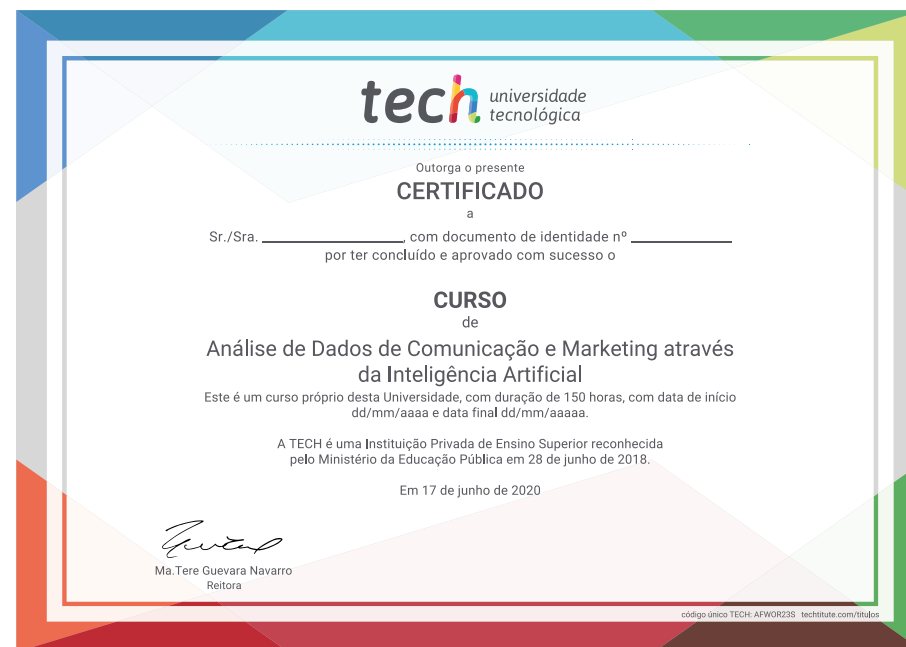 tech universidade
tecnológica
Outorga o presente
CERTIFICADO
a
Sr./Sra. ____________, com documento de identidade nº ____________
por ter concluído e aprovado com sucesso o
CURSO
de
Análise de Dados de Comunicação e Marketing através
da Inteligência Artificial
Este é um curso próprio desta Universidade, com duração de 150 horas, com data de início
dd/mm/aaaa e data final dd/mm/aaaaa.
A TECH é uma Instituição Privada de Ensino Superior reconhecida
pelo Ministério da Educação Pública em 28 de junho de 2018.
Em 17 de junho de 2020
Ma.Tere Guevara Navarro
Reitora
código único TECH: AFWOR23S techtitute.com/titulos